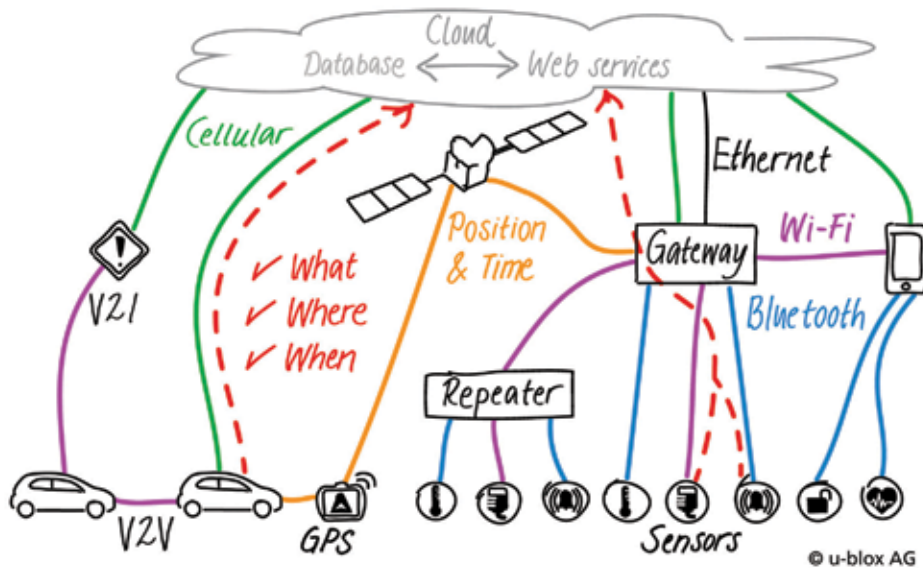 Cloud
Database
Web services
Cellular
Ethernet
Position
& Time
Gateway
Wi-Fi
V2I
✓ What
✓ Where
✓ When
Bluetooth
Repeater
V2V
GPS
Sensors
© u-blox AG